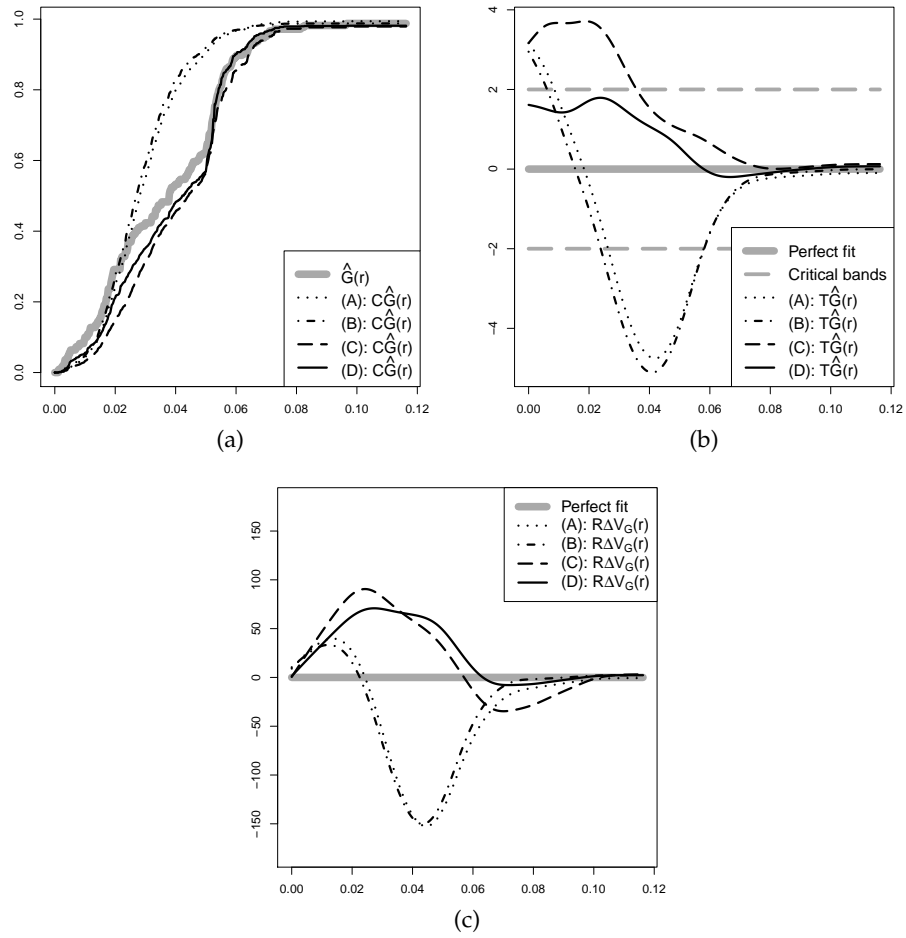 1.0
0.8
0.6
0.4
0.2
0.0
Ĝ(r)
(A): CĜ(r)
(B): CĜ(r)
(C): CĜ(r)
(D): CĜ(r)
0.00 0.02 0.04 0.06 0.08 0.10 0.12
(a)
4
2
0
−2
−4
Perfect fit
Critical bands
(A): TĜ(r)
(B): TĜ(r)
(C): TĜ(r)
(D): TĜ(r)
0.00 0.02 0.04 0.06 0.08 0.10 0.12
(b)
150
100
50
0
−50
−100
−150
Perfect fit
(A): RΔV_G(r)
(B): RΔV_G(r)
(C): RΔV_G(r)
(D): RΔV_G(r)
0.00 0.02 0.04 0.06 0.08 0.10 0.12
(c)